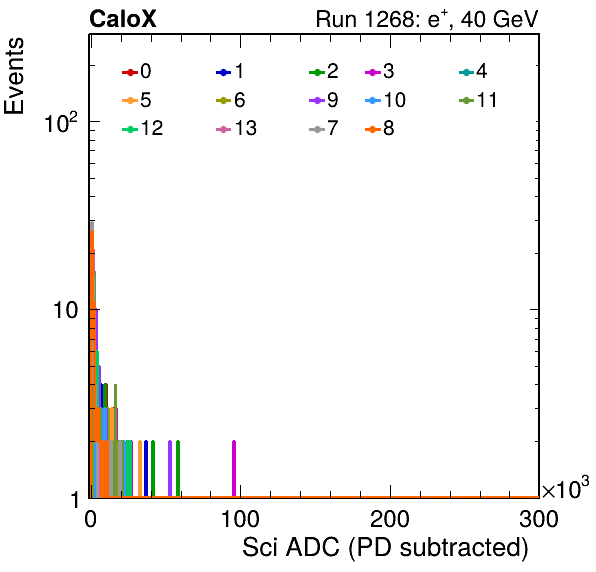 CaloX Run 1268: e⁺, 40 GeV
Events
0 1 2 3 4
5 6 9 10 11
12 13 7 8
10²
10
1
0 100 200 300
×10³
Sci ADC (PD subtracted)